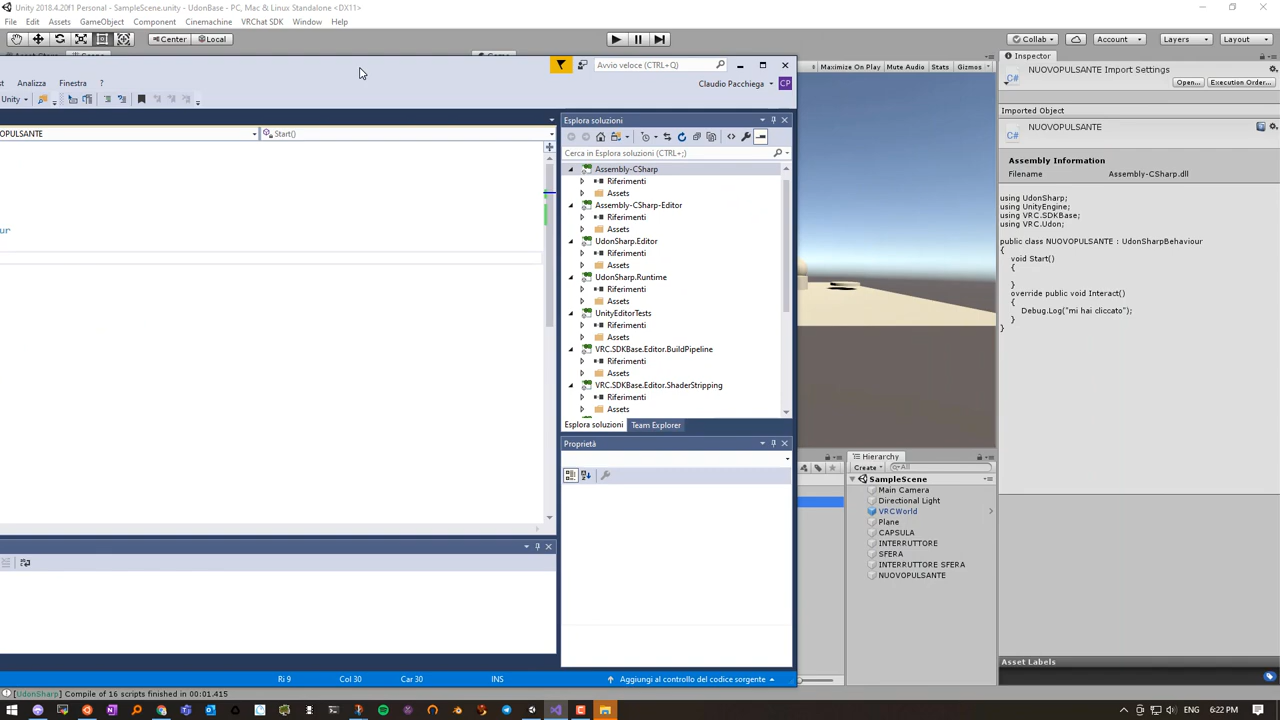 Unity 2018.4.20f1 Personal - SampleScene.unity - UdonBase - PC, Mac & Linux Standalone <DX11>
File Edit Assets GameObject Component Cinemachine VRChat SDK Window Help
Center Local Collab Account Layers Layout
Inspector
Maximize On Play Mute Audio Stats Gizmos
Avvio veloce (CTRL+Q)
NUOVOPULSANTE Import Settings
Open... Execution Order...
Analizza Finestra ?
Claudio Pacchiega CP
Unity
Imported Object
NUOVOPULSANTE
Assembly Information
Filename Assembly-CSharp.dll
using UdonSharp;
using UnityEngine;
using VRC.SDKBase;
using VRC.Udon;
public class NUOVOPULSANTE : UdonSharpBehaviour
{
void Start()
{
}
override public void Interact()
{
Debug.Log("mi hai cliccato");
}
}
OPULSANTE
Start()
ur
Esplora soluzioni
Cerca in Esplora soluzioni (CTRL+;)
Assembly-CSharp
Riferimenti
Assets
Assembly-CSharp-Editor
Riferimenti
Assets
UdonSharp.Editor
Riferimenti
Assets
UdonSharp.Runtime
Riferimenti
Assets
UnityEditorTests
Riferimenti
Assets
VRC.SDKBase.Editor.BuildPipeline
Riferimenti
Assets
VRC.SDKBase.Editor.ShaderStripping
Riferimenti
Assets
Esplora soluzioni Team Explorer
Proprietà
Hierarchy
Create All
SampleScene
Main Camera
Directional Light
VRCWorld
Plane
CAPSULA
INTERRUTTORE
SFERA
INTERRUTTORE SFERA
NUOVOPULSANTE
Asset Labels
Ri 9 Col 30 Car 30 INS Aggiungi al controllo del codice sorgente
[UdonSharp] Compile of 16 scripts finished in 00:01.415
6:22 PM